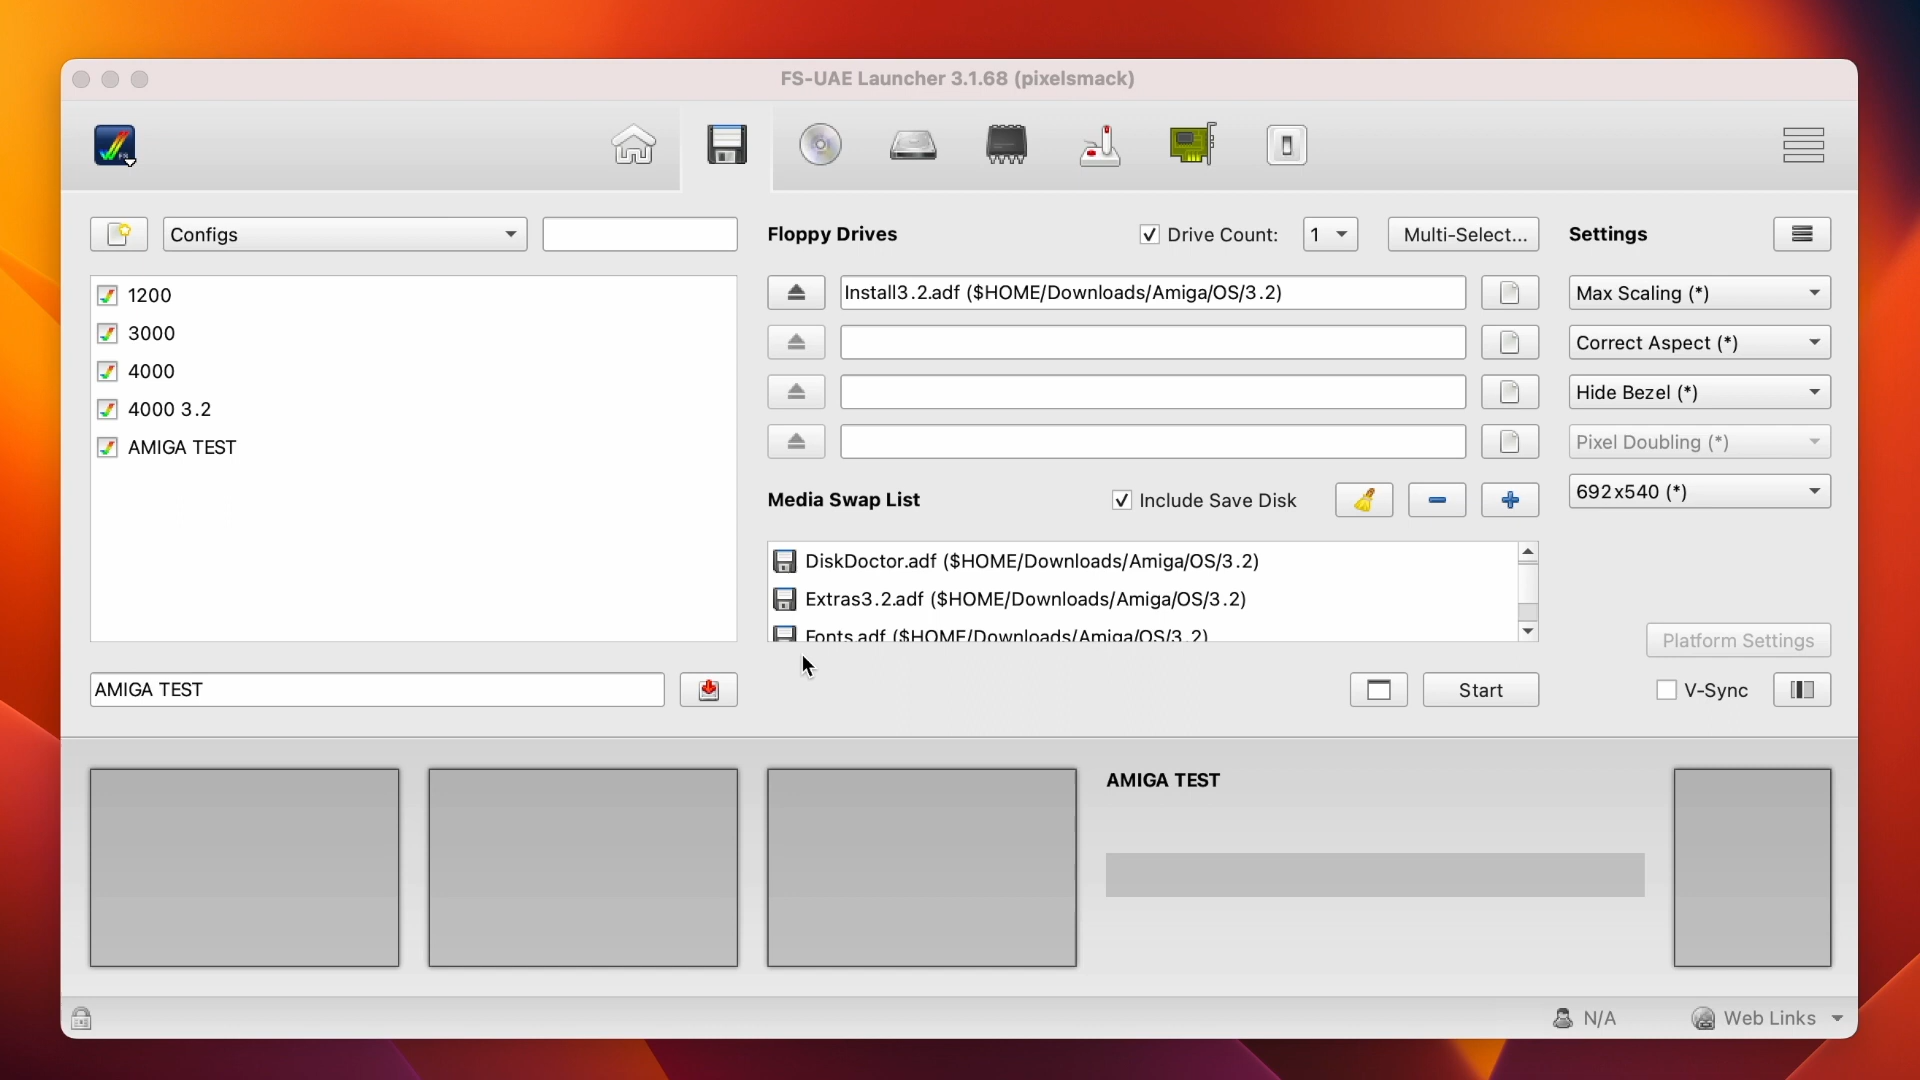 FS-UAE Launcher 3.1.68 (pixelsmack)
Configs
1200
3000
4000
4000 3.2
AMIGA TEST
AMIGA TEST
Floppy Drives
Drive Count:
1
Multi-Select...
Install3.2.adf ($HOME/Downloads/Amiga/OS/3.2)
Media Swap List
Include Save Disk
DiskDoctor.adf ($HOME/Downloads/Amiga/OS/3.2)
Extras3.2.adf ($HOME/Downloads/Amiga/OS/3.2)
Fonts.adf ($HOME/Downloads/Amiga/OS/3.2)
Start
Settings
Max Scaling (*)
Correct Aspect (*)
Hide Bezel (*)
Pixel Doubling (*)
692x540 (*)
Platform Settings
V-Sync
AMIGA TEST
N/A
Web Links